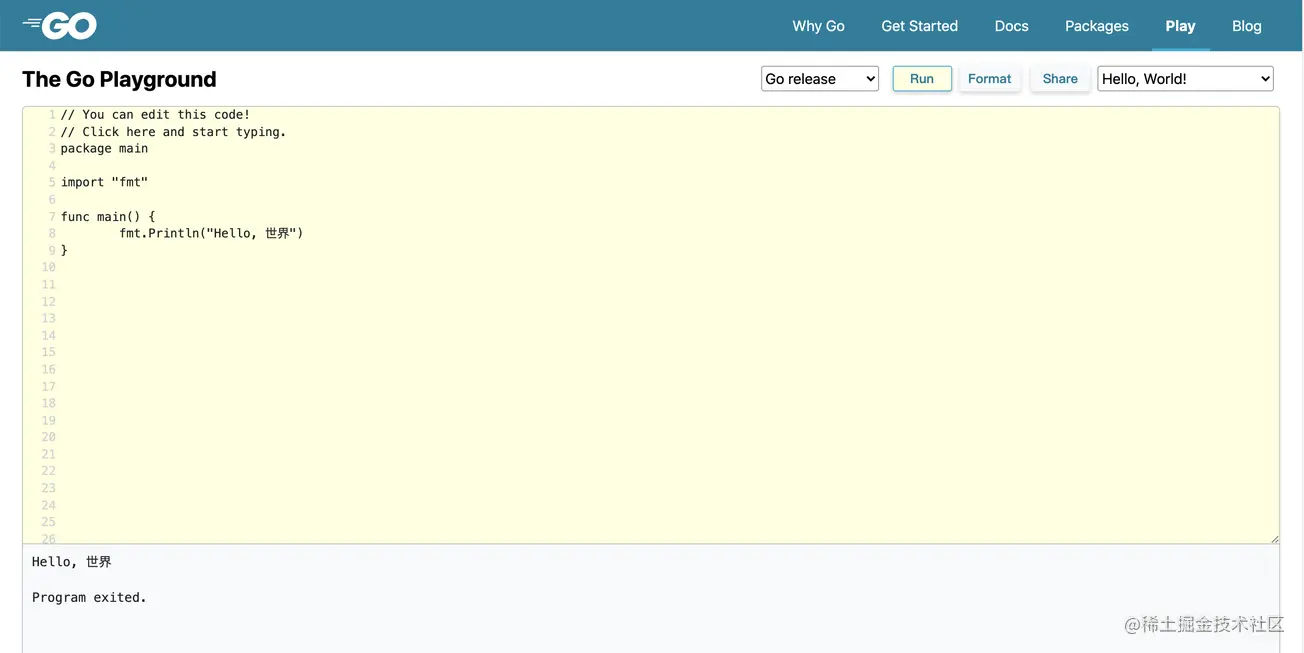 GO
Why Go Get Started Docs Packages Play Blog
The Go Playground
Go release Run Format Share Hello, World!
1 // You can edit this code!
2 // Click here and start typing.
3 package main
4
5 import "fmt"
6
7 func main() {
8 fmt.Println("Hello, 世界")
9 }
10
11
12
13
14
15
16
17
18
19
20
21
22
23
24
25
26
Hello, 世界
Program exited.
@稀土掘金技术社区